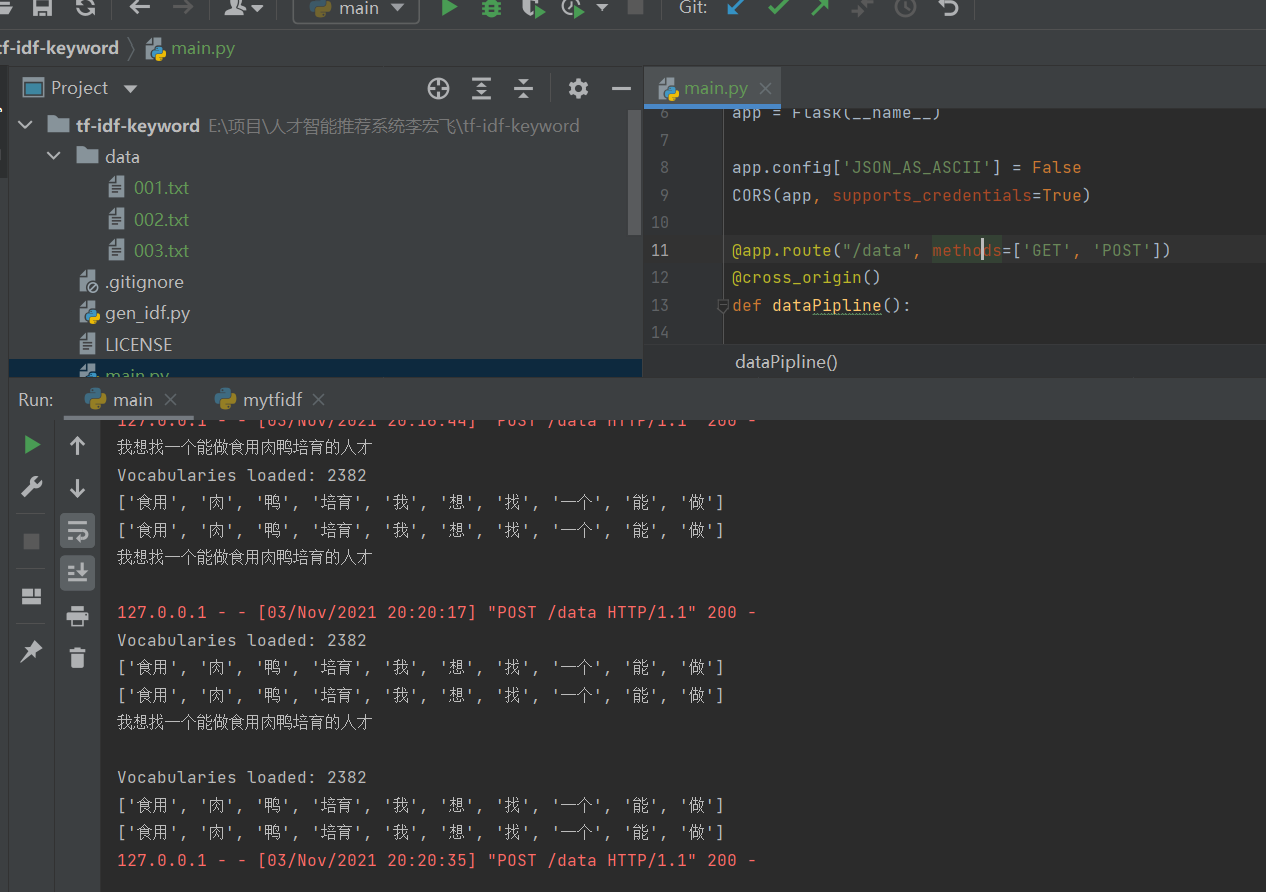 main
Git:
tf-idf-keyword
main.py
Project
main.py
tf-idf-keyword E:\项目\人才智能推荐系统李宏飞\tf-idf-keyword
data
001.txt
002.txt
003.txt
.gitignore
gen_idf.py
LICENSE
main.py
6 app = Flask(__name__)
7
8 app.config['JSON_AS_ASCII'] = False
9 CORS(app, supports_credentials=True)
10
11 @app.route("/data", methods=['GET', 'POST'])
12 @cross_origin()
13 def dataPipline():
14
dataPipline()
Run: main mytfidf
127.0.0.1 - - [03/Nov/2021 20:16:44] "POST /data HTTP/1.1" 200 -
我想找一个能做食用肉鸭培育的人才
Vocabularies loaded: 2382
['食用', '肉', '鸭', '培育', '我', '想', '找', '一个', '能', '做']
['食用', '肉', '鸭', '培育', '我', '想', '找', '一个', '能', '做']
我想找一个能做食用肉鸭培育的人才
127.0.0.1 - - [03/Nov/2021 20:20:17] "POST /data HTTP/1.1" 200 -
Vocabularies loaded: 2382
['食用', '肉', '鸭', '培育', '我', '想', '找', '一个', '能', '做']
['食用', '肉', '鸭', '培育', '我', '想', '找', '一个', '能', '做']
我想找一个能做食用肉鸭培育的人才
Vocabularies loaded: 2382
['食用', '肉', '鸭', '培育', '我', '想', '找', '一个', '能', '做']
['食用', '肉', '鸭', '培育', '我', '想', '找', '一个', '能', '做']
127.0.0.1 - - [03/Nov/2021 20:20:35] "POST /data HTTP/1.1" 200 -